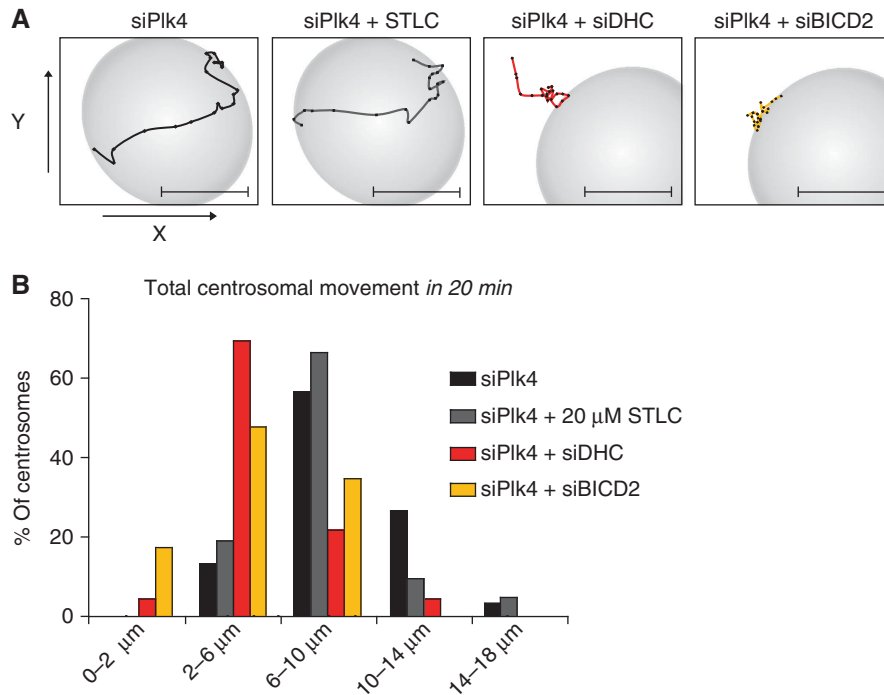 A
siPlk4
siPlk4 + STLC
siPlk4 + siDHC
siPlk4 + siBICD2
Y
X
B
Total centrosomal movement in 20 min
% Of centrosomes
80
60
40
20
0
siPlk4
siPlk4 + 20 μM STLC
siPlk4 + siDHC
siPlk4 + siBICD2
0–2 μm
2–6 μm
6–10 μm
10–14 μm
14–18 μm